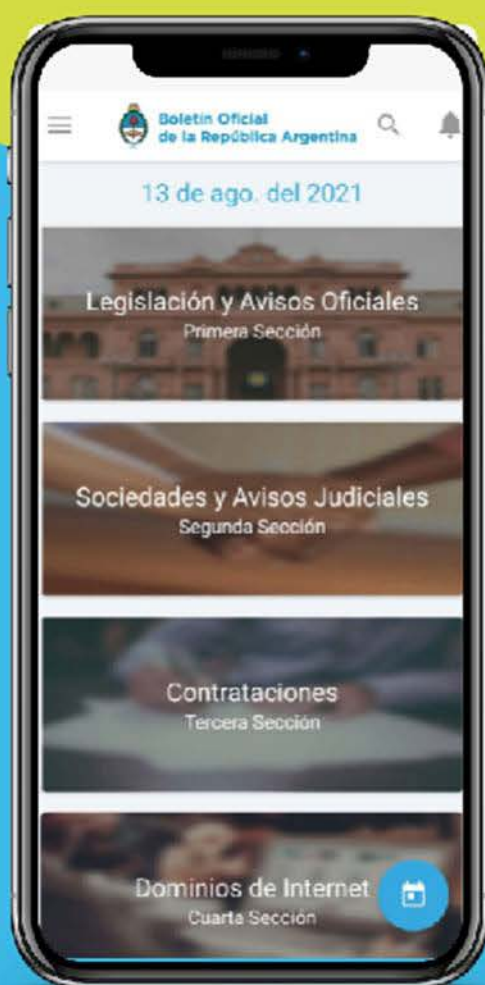 Boletín Oficial
de la República Argentina
13 de ago. del 2021
Legislación y Avisos Oficiales
Primera Sección
Sociedades y Avisos Judiciales
Segunda Sección
Contrataciones
Tercera Sección
Dominios de Internet
Cuarta Sección